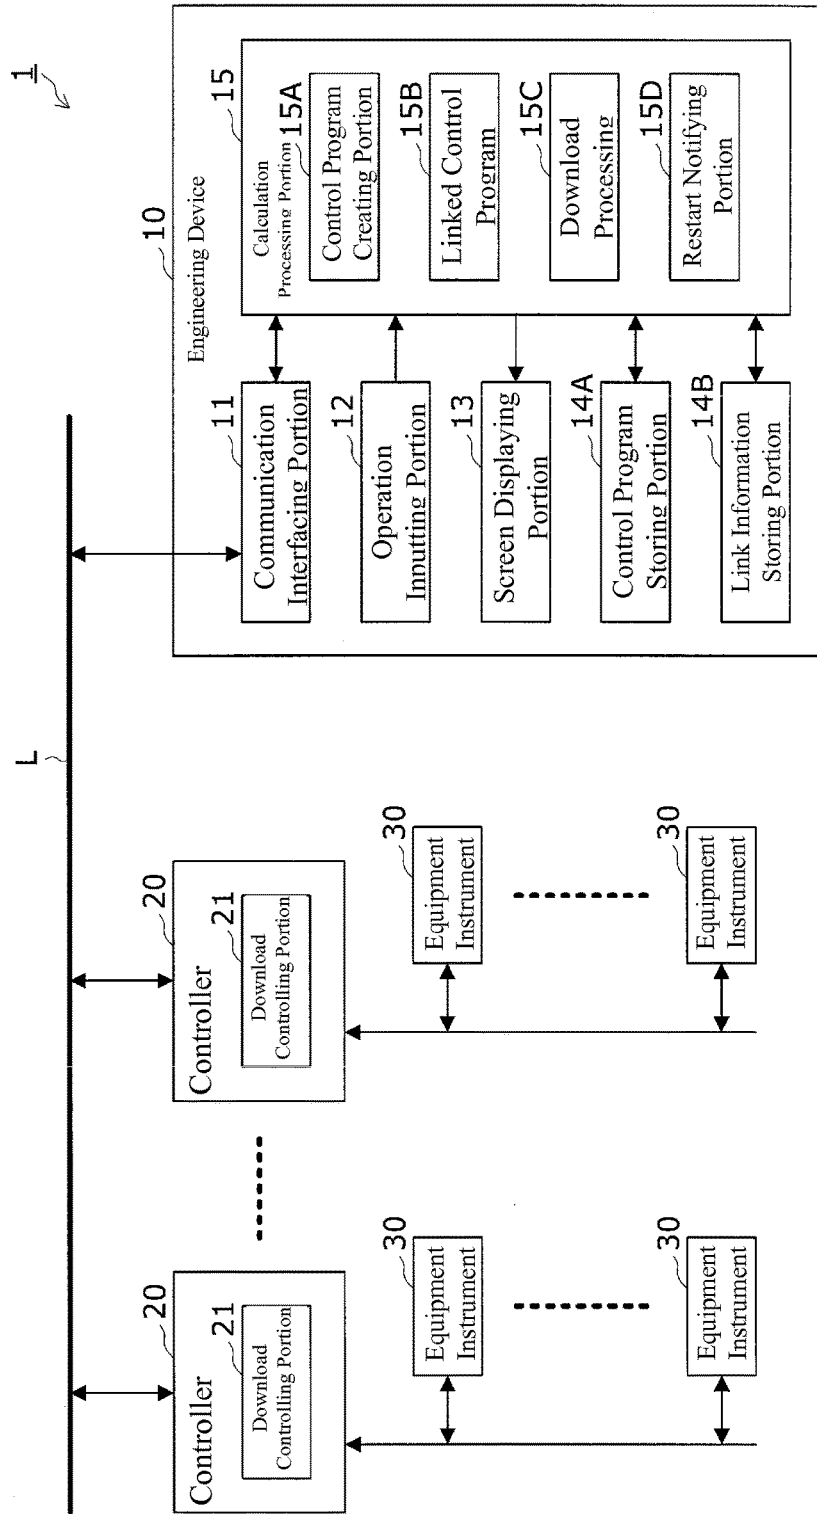 1
L
10
Engineering Device
15
Calculation
Processing Portion
15A
Control Program
Creating Portion
15B
Linked Control
Program
15C
Download
Processing
15D
Restart Notifying
Portion
11
Communication
Interfacing Portion
12
Operation
Inputting Portion
13
Screen Displaying
Portion
14A
Control Program
Storing Portion
14B
Link Information
Storing Portion
20
Controller
21
Download
Controlling Portion
30
Equipment
Instrument
30
Equipment
Instrument
20
Controller
21
Download
Controlling Portion
30
Equipment
Instrument
30
Equipment
Instrument